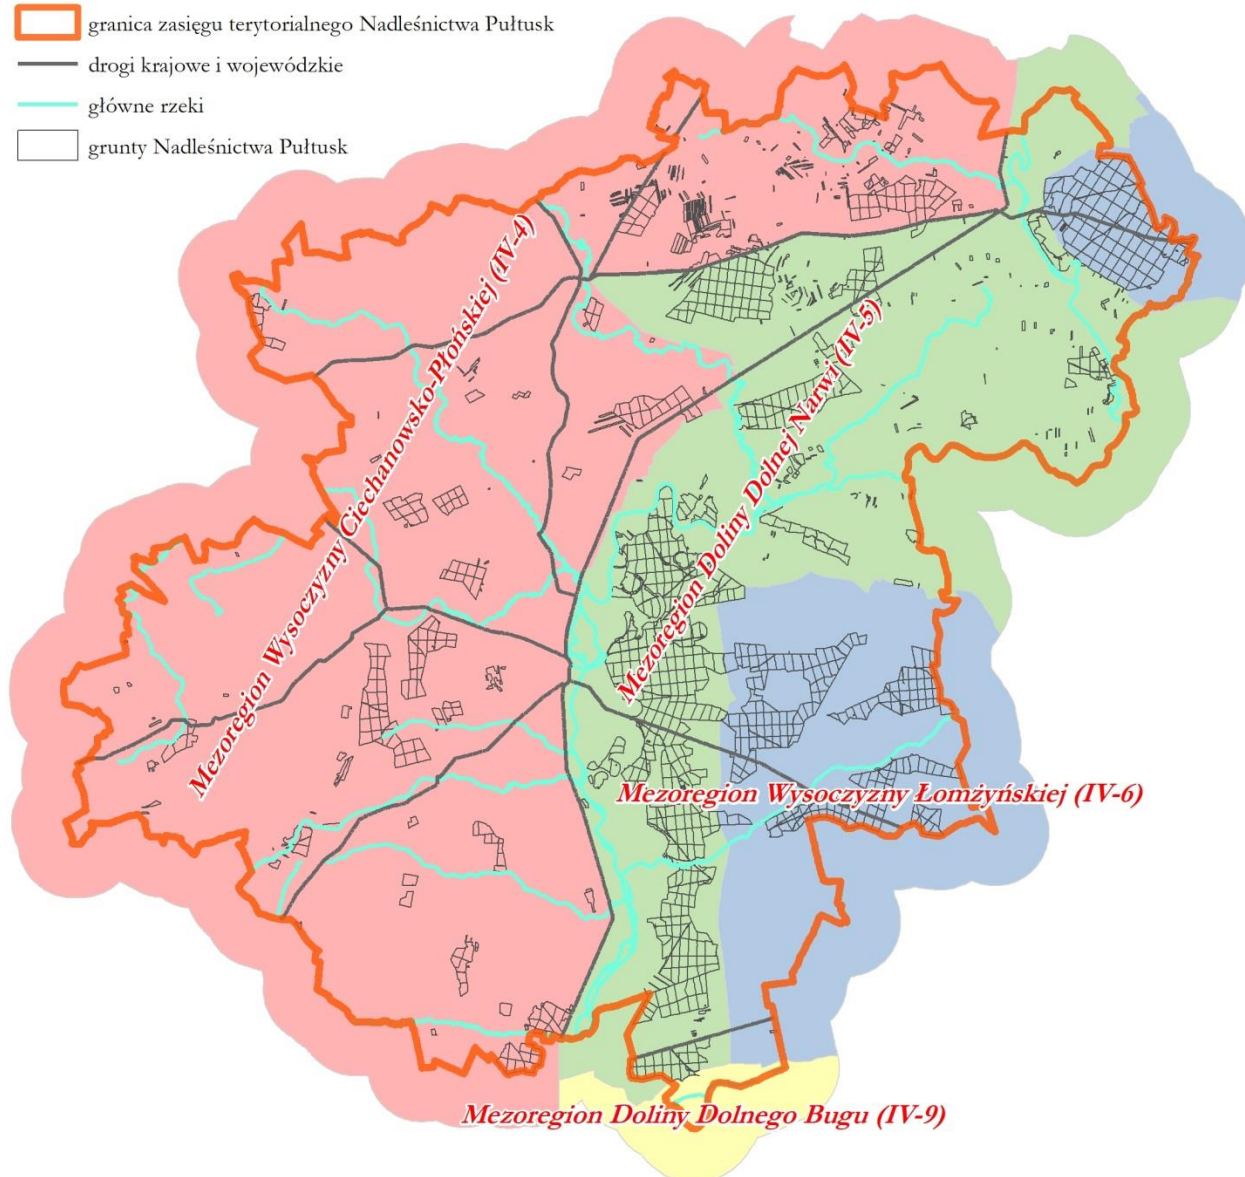 granica zasięgu terytorialnego Nadleśnictwa Pułtusk
drogi krajowe i wojewódzkie
główne rzeki
grunty Nadleśnictwa Pułtusk
Mezoregion Wysoczyzny Ciechanowsko-Płońskiej (IV-4)
Mezoregion Doliny Dolnej Narwi (IV-5)
Mezoregion Wysoczyzny Łomżyńskiej (IV-6)
Mezoregion Doliny Dolnego Bugu (IV-9)